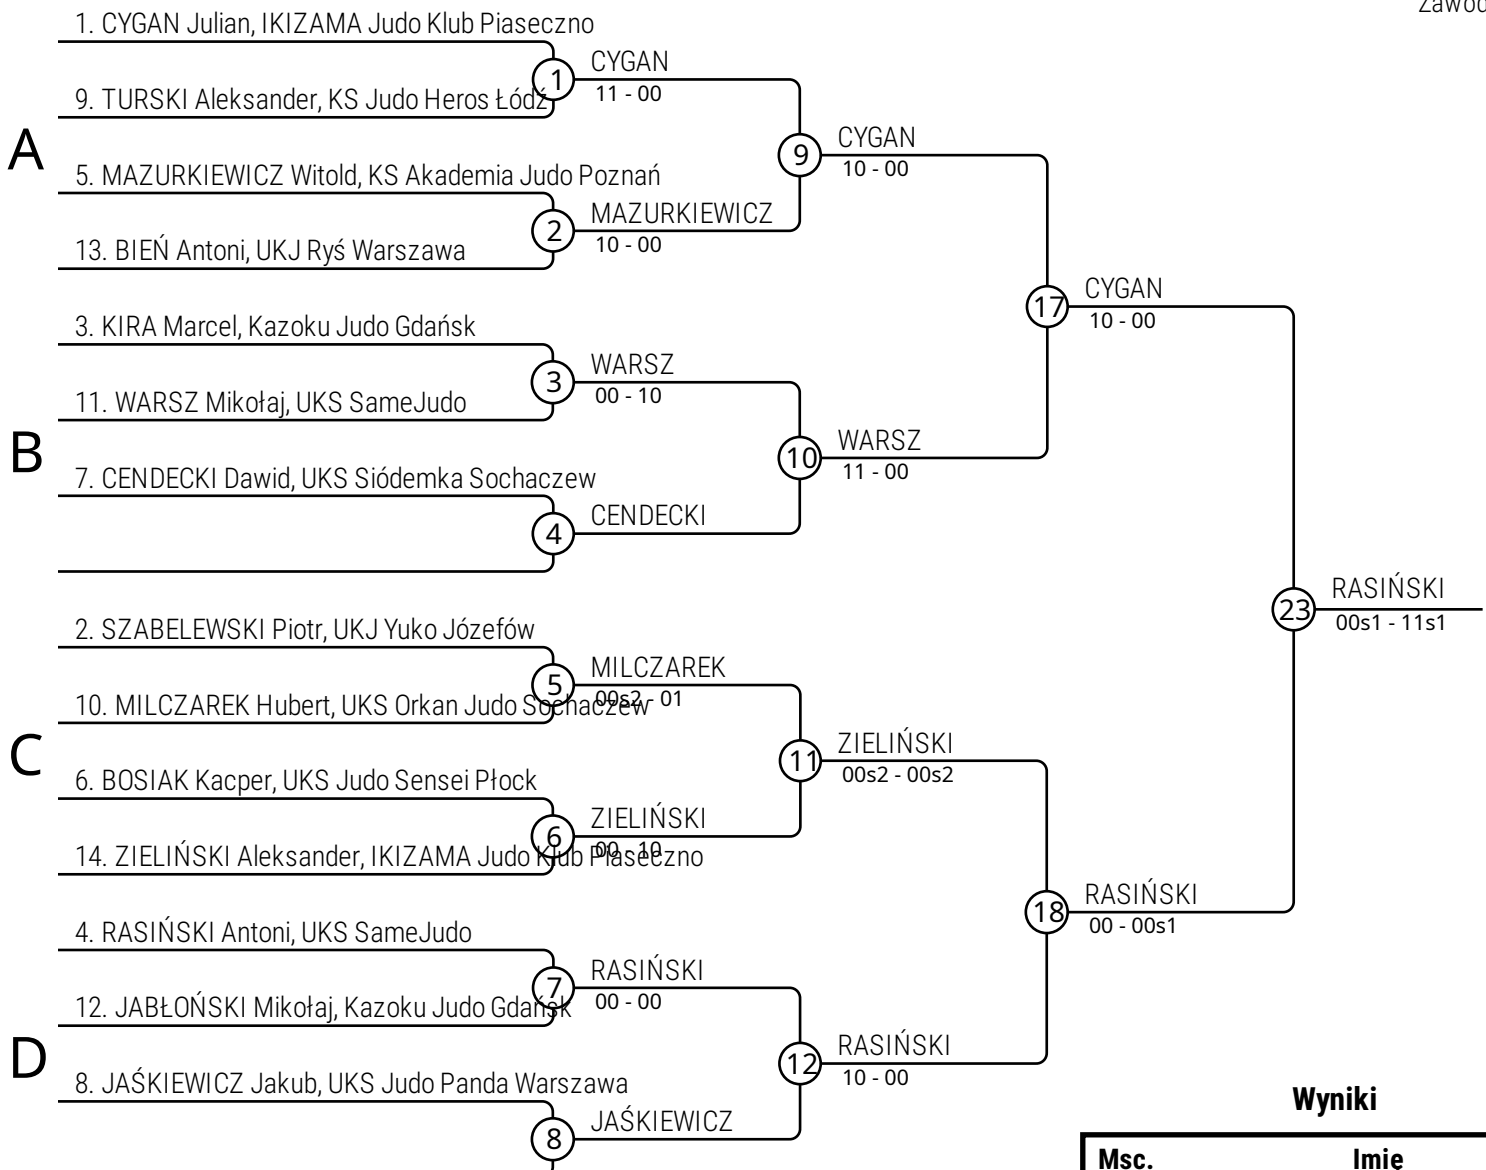 Zawod
1. CYGAN Julian, IKIZAMA Judo Klub Piaseczno
1
CYGAN
11 - 00
9. TURSKI Aleksander, KS Judo Heros Łódź
A
9
CYGAN
10 - 00
5. MAZURKIEWICZ Witold, KS Akademia Judo Poznań
2
MAZURKIEWICZ
10 - 00
13. BIEŃ Antoni, UKJ Ryś Warszawa
17
CYGAN
10 - 00
3. KIRA Marcel, Kazoku Judo Gdańsk
3
WARSZ
00 - 10
11. WARSZ Mikołaj, UKS SameJudo
B
10
WARSZ
11 - 00
7. CENDECKI Dawid, UKS Siódemka Sochaczew
4
CENDECKI
23
RASIŃSKI
00s1 - 11s1
2. SZABELEWSKI Piotr, UKJ Yuko Józefów
5
MILCZAREK
00s2 - 01
10. MILCZAREK Hubert, UKS Orkan Judo Sochaczew
C
11
ZIELIŃSKI
00s2 - 00s2
6. BOSIAK Kacper, UKS Judo Sensei Płock
6
ZIELIŃSKI
00 - 10
14. ZIELIŃSKI Aleksander, IKIZAMA Judo Klub Piaseczno
18
RASIŃSKI
00 - 00s1
4. RASIŃSKI Antoni, UKS SameJudo
7
RASIŃSKI
00 - 00
12. JABŁOŃSKI Mikołaj, Kazoku Judo Gdańsk
D
12
RASIŃSKI
10 - 00
8. JAŚKIEWICZ Jakub, UKS Judo Panda Warszawa
8
JAŚKIEWICZ
Wyniki
Msc. Imię